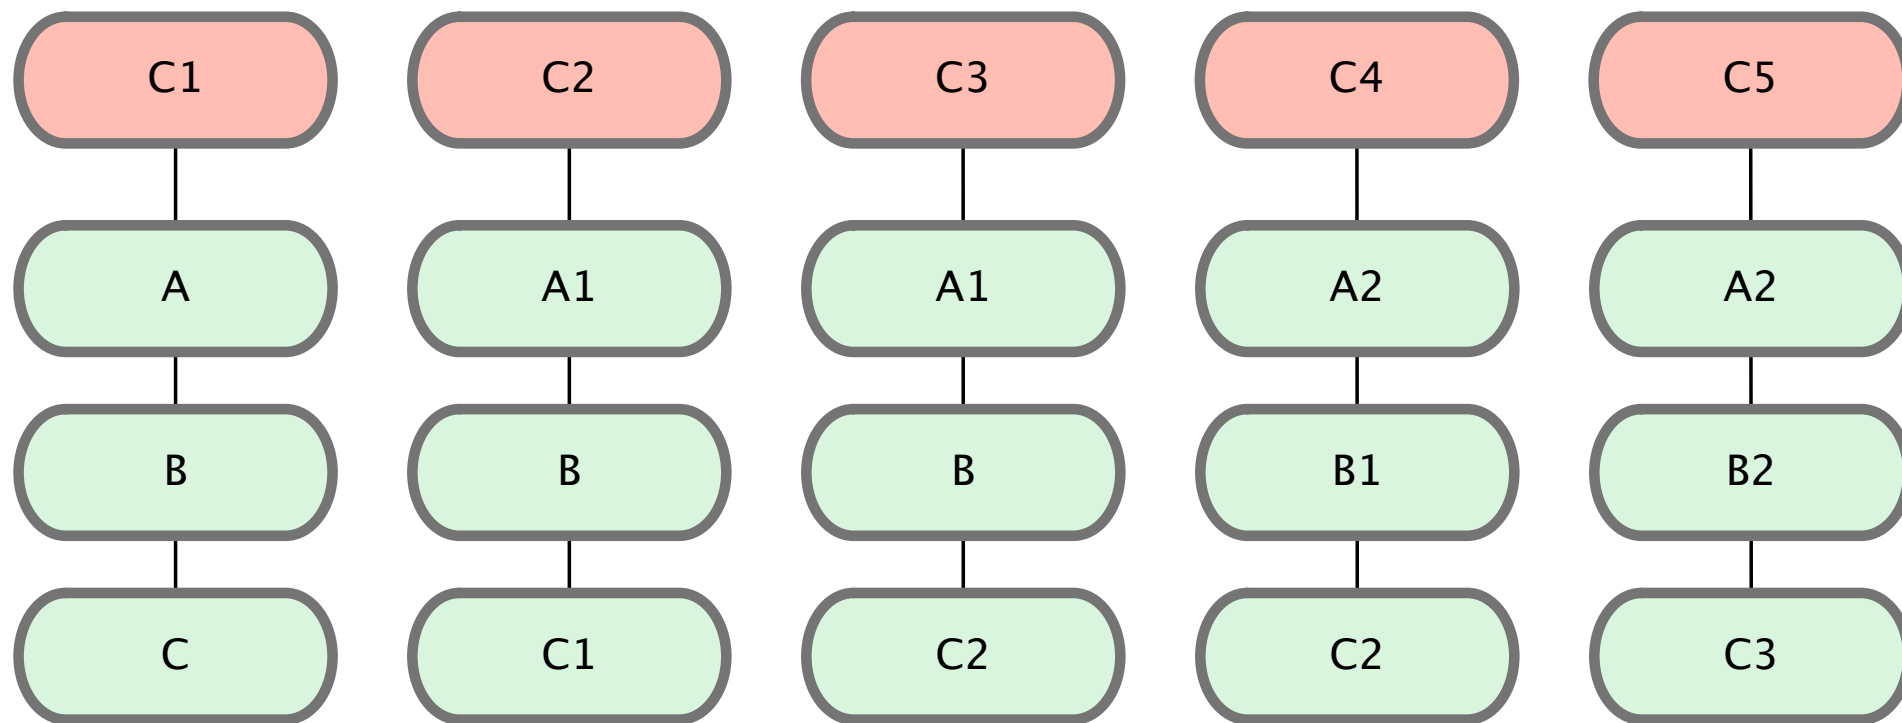 C1 C2 C3 C4 C5
A A1 A1 A2 A2
B B B B1 B2
C C1 C2 C2 C3